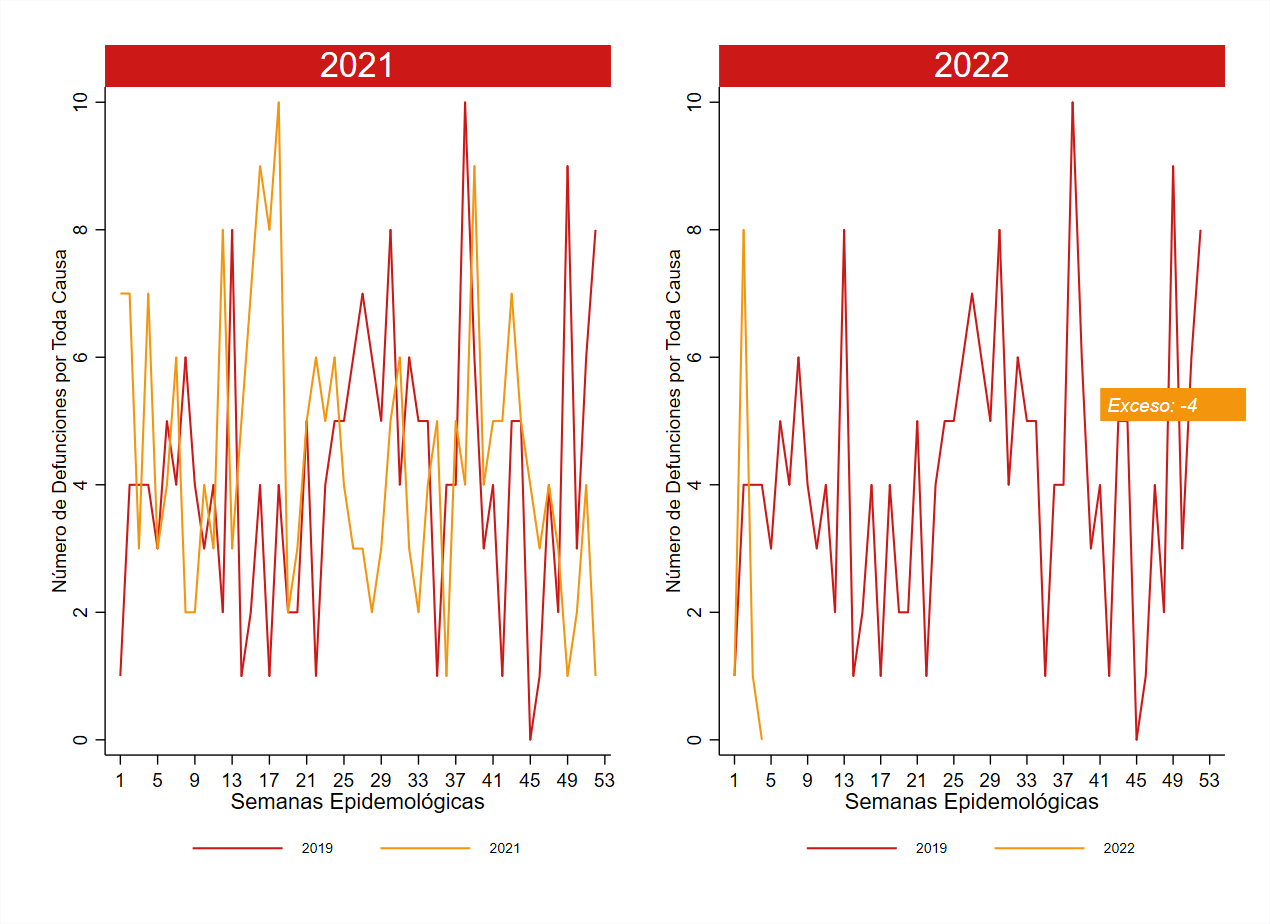 2021
Número de Defunciones por Toda Causa
10
8
6
4
2
0
1 5 9 13 17 21 25 29 33 37 41 45 49 53
Semanas Epidemológicas
2019 2021
2022
Número de Defunciones por Toda Causa
10
8
6
4
2
0
Exceso: -4
1 5 9 13 17 21 25 29 33 37 41 45 49 53
Semanas Epidemológicas
2019 2022